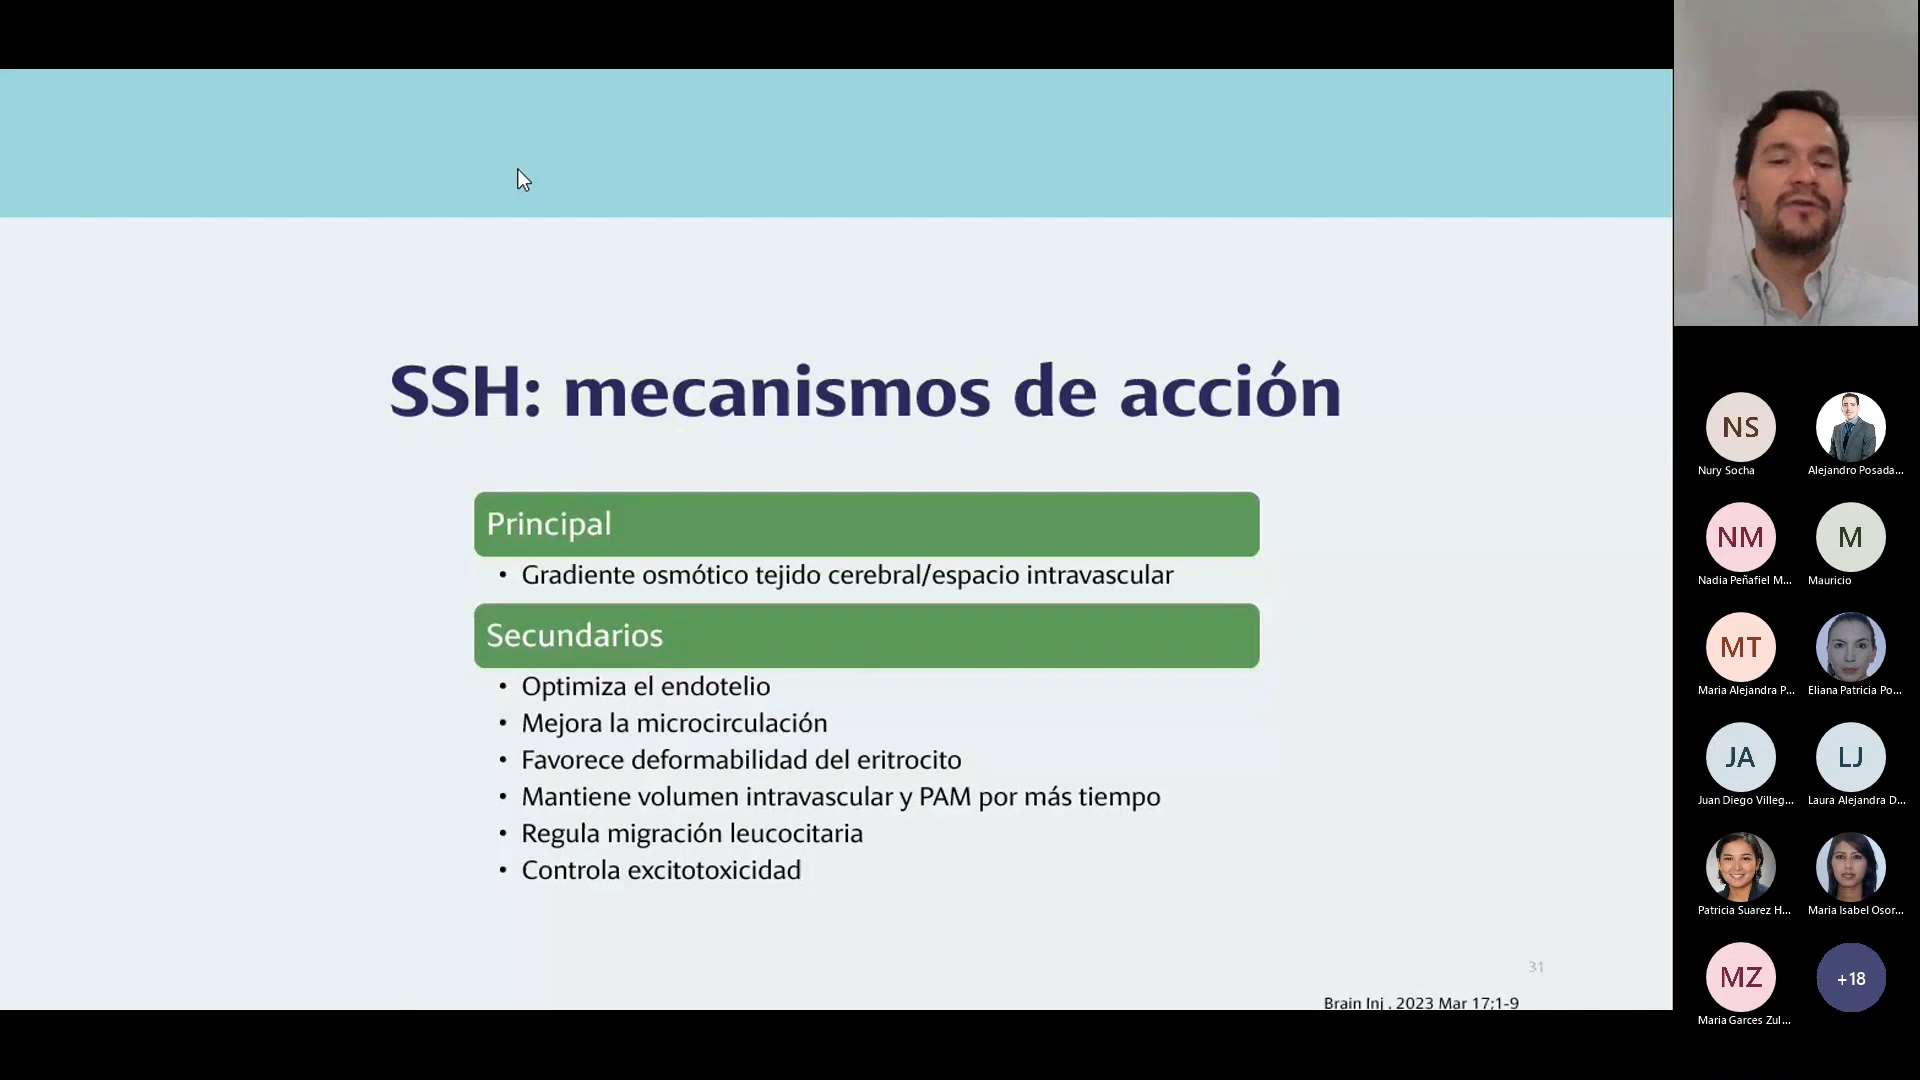 SSH: mecanismos de acción
Principal
• Gradiente osmótico tejido cerebral/espacio intravascular
Secundarios
• Optimiza el endotelio
• Mejora la microcirculación
• Favorece deformabilidad del eritrocito
• Mantiene volumen intravascular y PAM por más tiempo
• Regula migración leucocitaria
• Controla excitotoxicidad
31
Brain Inj . 2023 Mar 17;1-9
NS
Nury Socha
Alejandro Posada...
NM
Nadia Peñafiel M...
M
Mauricio
MT
Maria Alejandra P...
Eliana Patricia Po...
JA
Juan Diego Villeg...
LJ
Laura Alejandra D...
Patricia Suarez H...
Maria Isabel Osor...
MZ
Maria Garces Zul...
+18